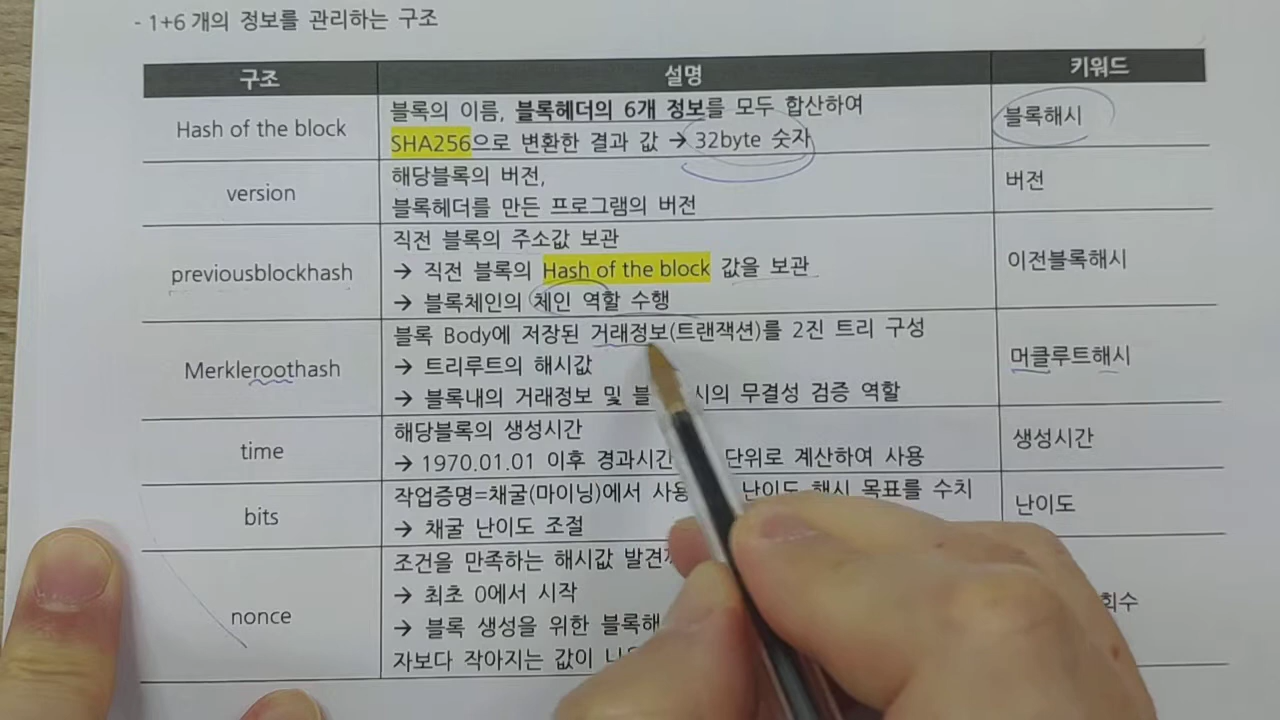 - 1+6개의 정보를 관리하는 구조
구조 설명 키워드
Hash of the block
블록의 이름, 블록헤더의 6개 정보를 모두 합산하여
SHA256으로 변환한 결과 값 → 32byte 숫자
블록해시
version
해당블록의 버전,
블록헤더를 만든 프로그램의 버전
버전
previousblockhash
직전 블록의 주소값 보관
→ 직전 블록의 Hash of the block 값을 보관
→ 블록체인의 체인 역할 수행
이전블록해시
Merkleroothash
블록 Body에 저장된 거래정보(트랜잭션)를 2진 트리 구성
→ 트리루트의 해시값
→ 블록내의 거래정보 및 시의 무결성 검증 역할
머클루트해시
time
해당블록의 생성시간
→ 1970.01.01 이후 경과시간 단위로 계산하여 사용
생성시간
bits
작업증명=채굴(마이닝)에서 사용 난이도 해시 목표를 수치
→ 채굴 난이도 조절
난이도
nonce
조건을 만족하는 해시값
→ 최초 0에서 시작
→ 블록 생성을 위한
자보다 작아지는 값이
회수